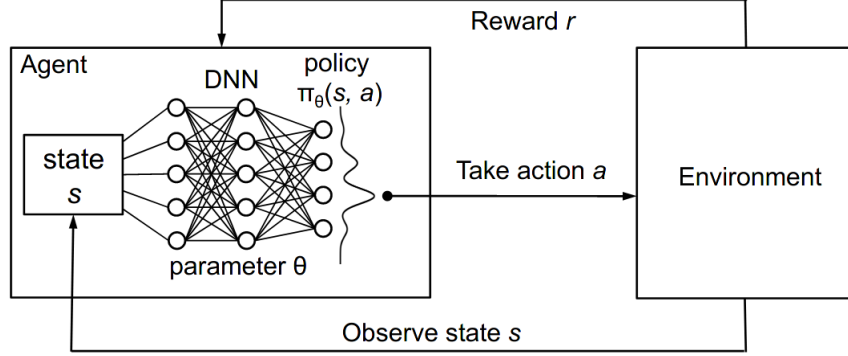 Reward r
Agent
DNN
policy
πθ(s, a)
state
s
Take action a
Environment
parameter θ
Observe state s